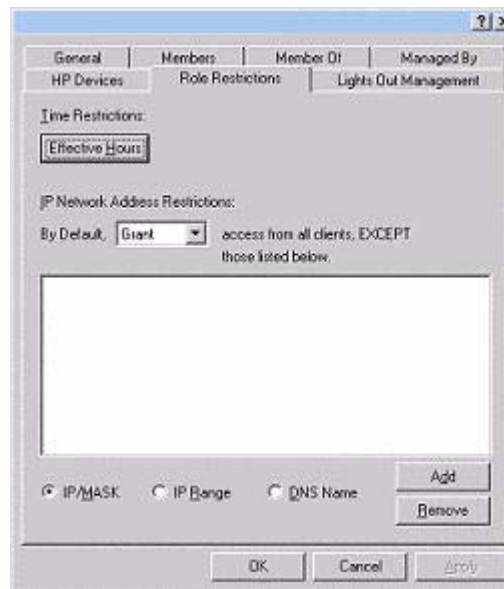 General Members Member Of Managed By
HP Devices Role Restrictions Lights Out Management
Time Restrictions:
Effective Hours
IP Network Address Restrictions:
By Default, Grant access from all clients, EXCEPT
those listed below.
IP/MASK IP Range DNS Name
Add
Remove
OK Cancel Apply